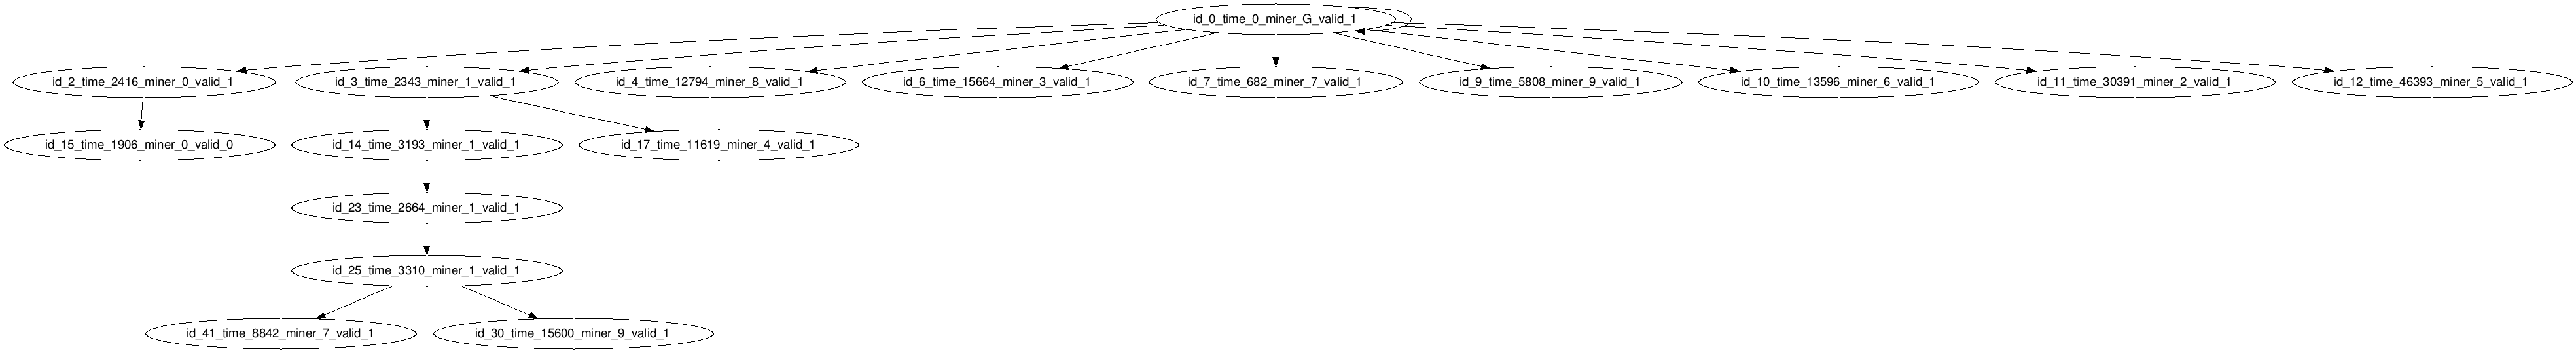 id_0_time_0_miner_G_valid_1
id_2_time_2416_miner_0_valid_1
id_3_time_2343_miner_1_valid_1
id_4_time_12794_miner_8_valid_1
id_6_time_15664_miner_3_valid_1
id_7_time_682_miner_7_valid_1
id_9_time_5808_miner_9_valid_1
id_10_time_13596_miner_6_valid_1
id_11_time_30391_miner_2_valid_1
id_12_time_46393_miner_5_valid_1
id_15_time_1906_miner_0_valid_0
id_14_time_3193_miner_1_valid_1
id_17_time_11619_miner_4_valid_1
id_23_time_2664_miner_1_valid_1
id_25_time_3310_miner_1_valid_1
id_41_time_8842_miner_7_valid_1
id_30_time_15600_miner_9_valid_1